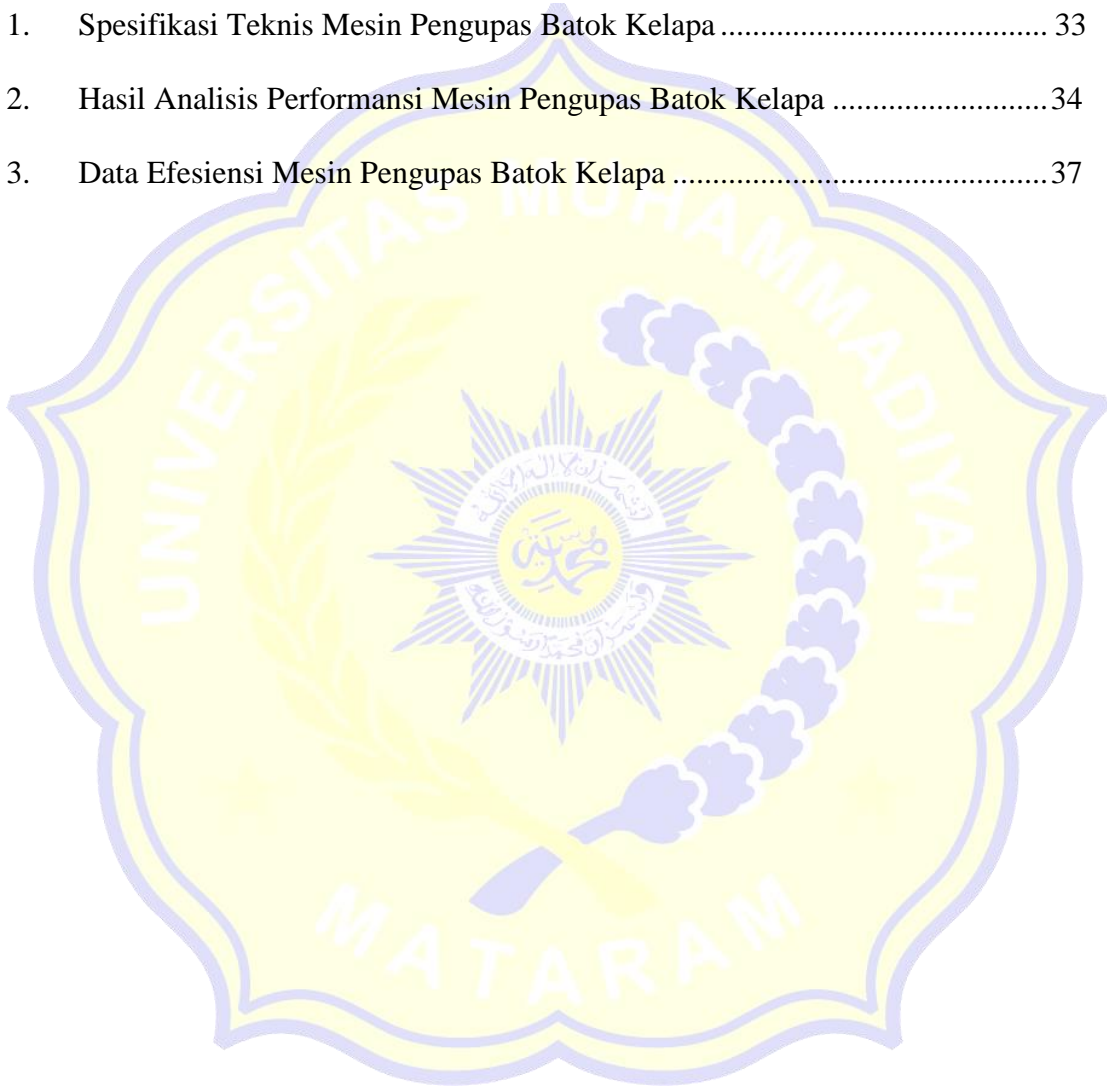 1. Spesifikasi Teknis Mesin Pengupas Batok Kelapa ......................................... 33
2. Hasil Analisis Performansi Mesin Pengupas Batok Kelapa ..............................34
3. Data Efesiensi Mesin Pengupas Batok Kelapa ...............................................37
UNIVERSITAS MUHAMMADIYAH
MATARAM